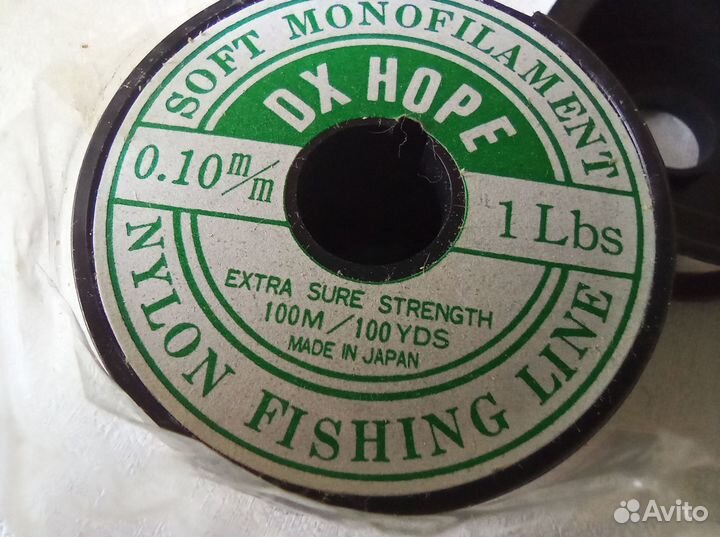 SOFT MONOFILAMENT
DX HOPE
0.10 m/m
1 Lbs
EXTRA SURE STRENGTH
100M/100YDS
MADE IN JAPAN
NYLON FISHING LINE
Avito